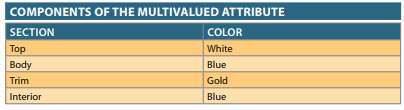 COMPONENTS OF THE MULTIVALUED ATTRIBUTE
SECTION COLOR
Top White
Body Blue
Trim Gold
Interior Blue